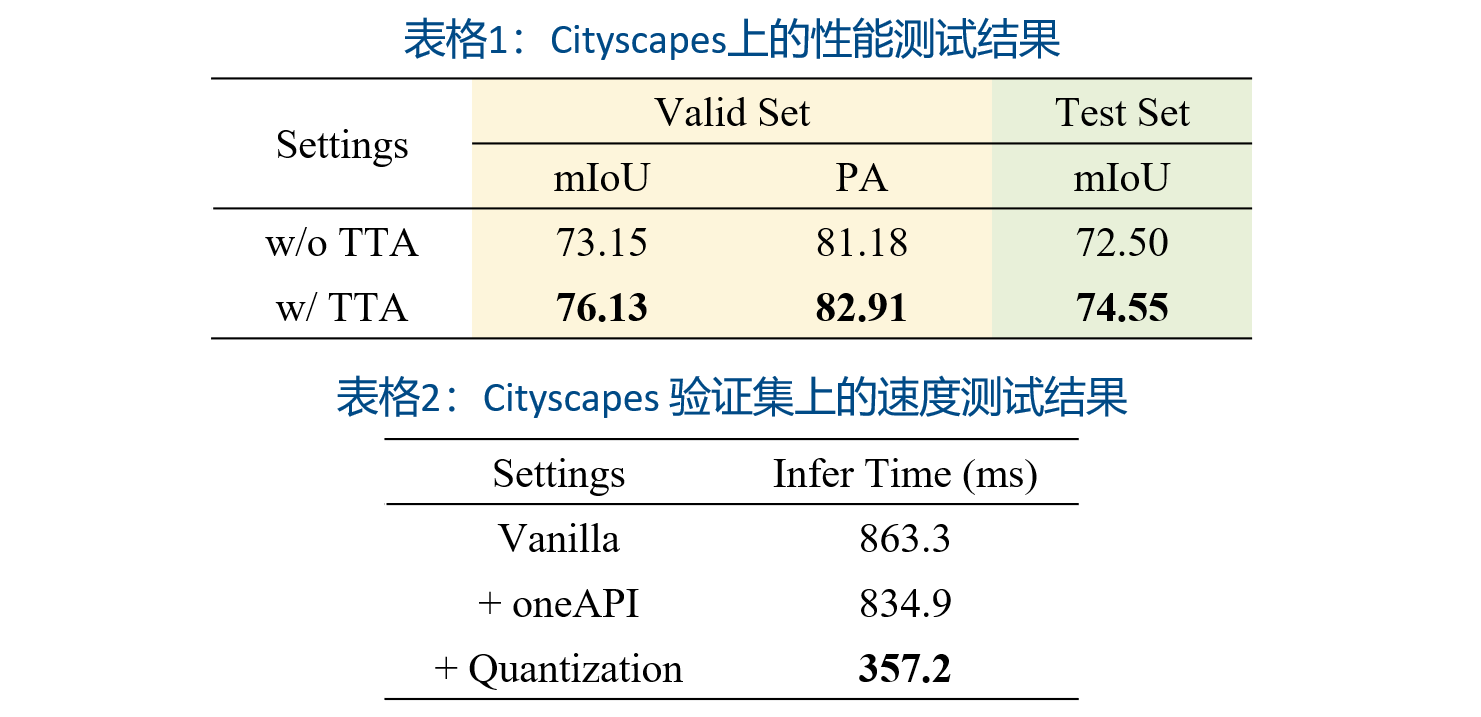 表格1：Cityscapes上的性能测试结果
Settings Valid Set Test Set
mIoU PA mIoU
w/o TTA 73.15 81.18 72.50
w/ TTA 76.13 82.91 74.55
表格2：Cityscapes 验证集上的速度测试结果
Settings Infer Time (ms)
Vanilla 863.3
+ oneAPI 834.9
+ Quantization 357.2